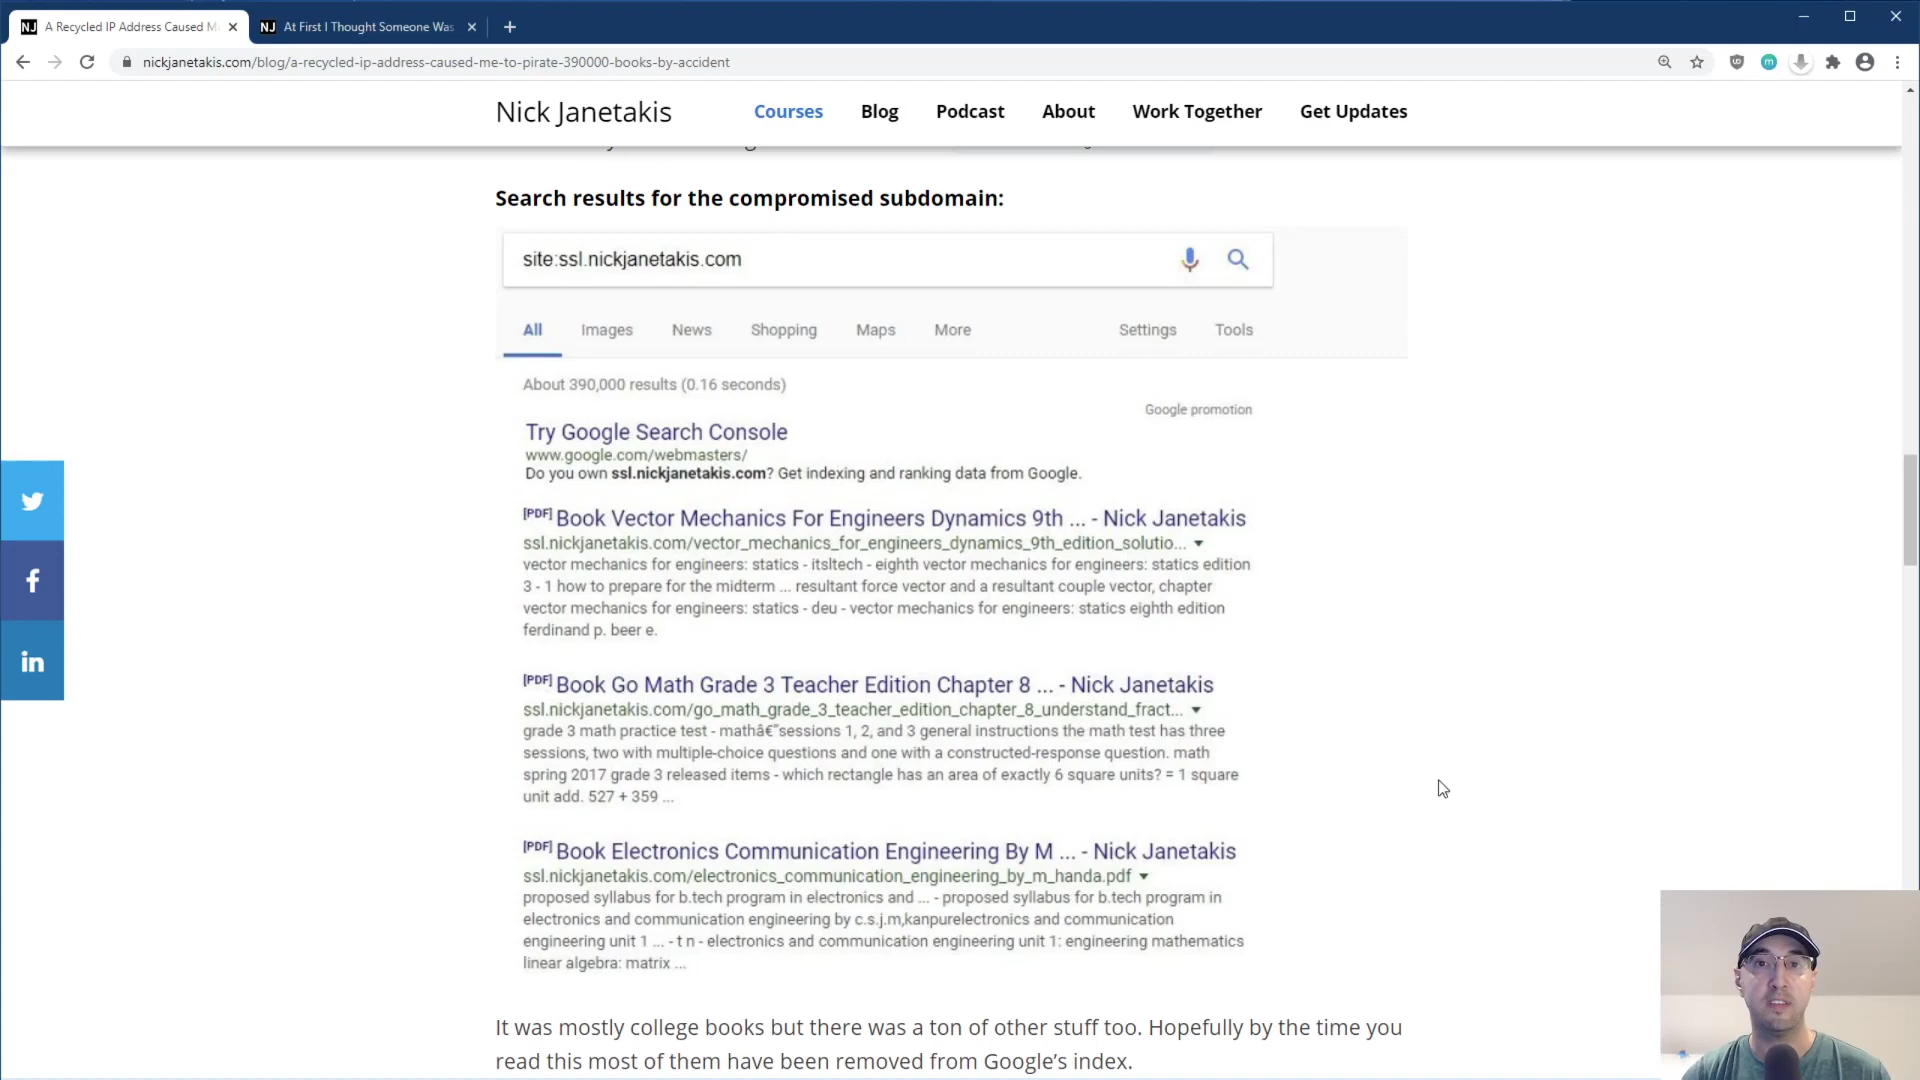 NJ A Recycled IP Address Caused M
NJ At First I Thought Someone Was
nickjanetakis.com/blog/a-recycled-ip-address-caused-me-to-pirate-390000-books-by-accident
Nick Janetakis Courses Blog Podcast About Work Together Get Updates
Search results for the compromised subdomain:
site:ssl.nickjanetakis.com
All Images News Shopping Maps More Settings Tools
About 390,000 results (0.16 seconds)
Google promotion
Try Google Search Console
www.google.com/webmasters/
Do you own ssl.nickjanetakis.com? Get indexing and ranking data from Google.
[PDF] Book Vector Mechanics For Engineers Dynamics 9th ... - Nick Janetakis
ssl.nickjanetakis.com/vector_mechanics_for_engineers_dynamics_9th_edition_solutio...
vector mechanics for engineers: statics - itsltech - eighth vector mechanics for engineers: statics edition
3 - 1 how to prepare for the midterm ... resultant force vector and a resultant couple vector, chapter
vector mechanics for engineers: statics - deu - vector mechanics for engineers: statics eighth edition
ferdinand p. beer e.
[PDF] Book Go Math Grade 3 Teacher Edition Chapter 8 ... - Nick Janetakis
ssl.nickjanetakis.com/go_math_grade_3_teacher_edition_chapter_8_understand_fract...
grade 3 math practice test - mathâ€"sessions 1, 2, and 3 general instructions the math test has three
sessions, two with multiple-choice questions and one with a constructed-response question. math
spring 2017 grade 3 released items - which rectangle has an area of exactly 6 square units? = 1 square
unit add. 527 + 359 ...
[PDF] Book Electronics Communication Engineering By M ... - Nick Janetakis
ssl.nickjanetakis.com/electronics_communication_engineering_by_m_handa.pdf
proposed syllabus for b.tech program in electronics and ... - proposed syllabus for b.tech program in
electronics and communication engineering by c.s.j.m,kanpurelectronics and communication
engineering unit 1 ... - t n - electronics and communication engineering unit 1: engineering mathematics
linear algebra: matrix ...
It was mostly college books but there was a ton of other stuff too. Hopefully by the time you
read this most of them have been removed from Google's index.